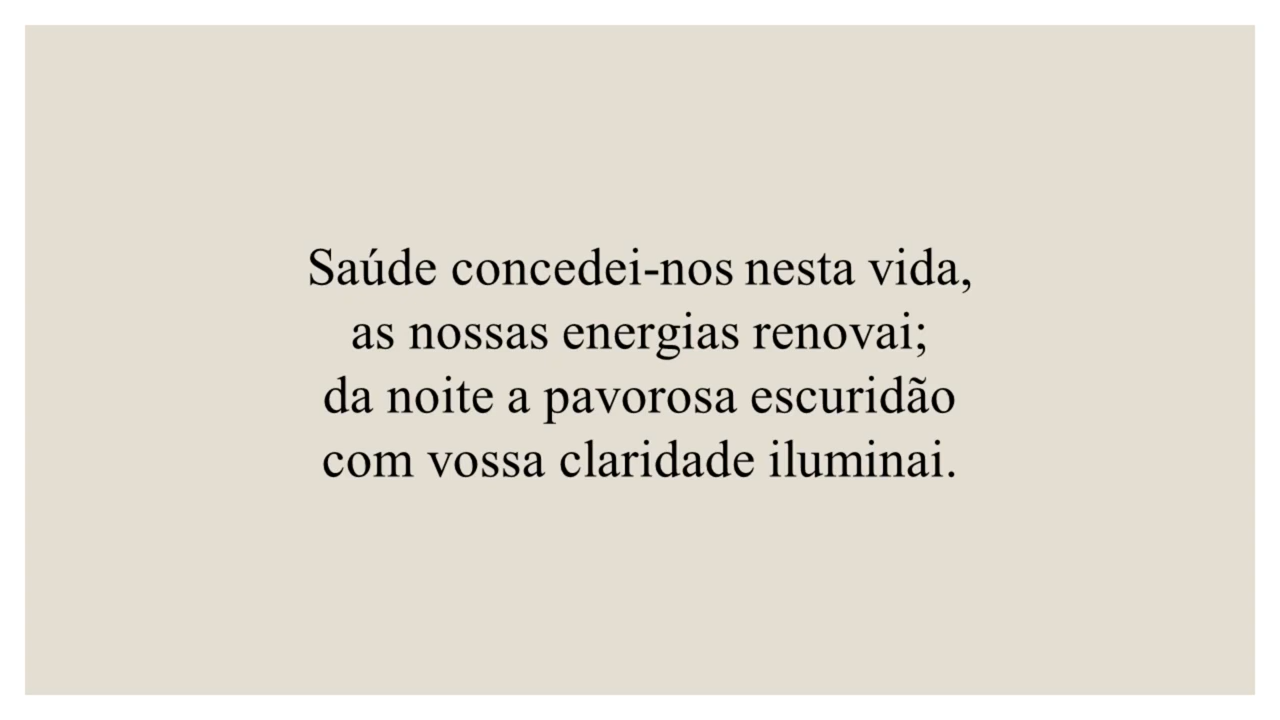 Saúde concedei-nos nesta vida,
as nossas energias renovai;
da noite a pavorosa escuridão
com vossa claridade iluminai.